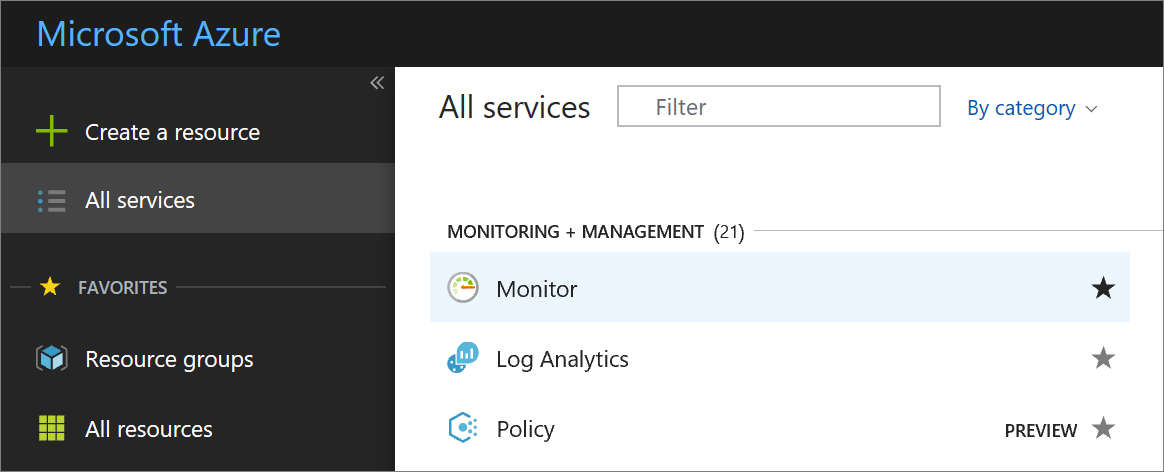 Microsoft Azure
Create a resource
All services
FAVORITES
Resource groups
All resources
All services
Filter
By category
MONITORING + MANAGEMENT (21)
Monitor
Log Analytics
Policy
PREVIEW